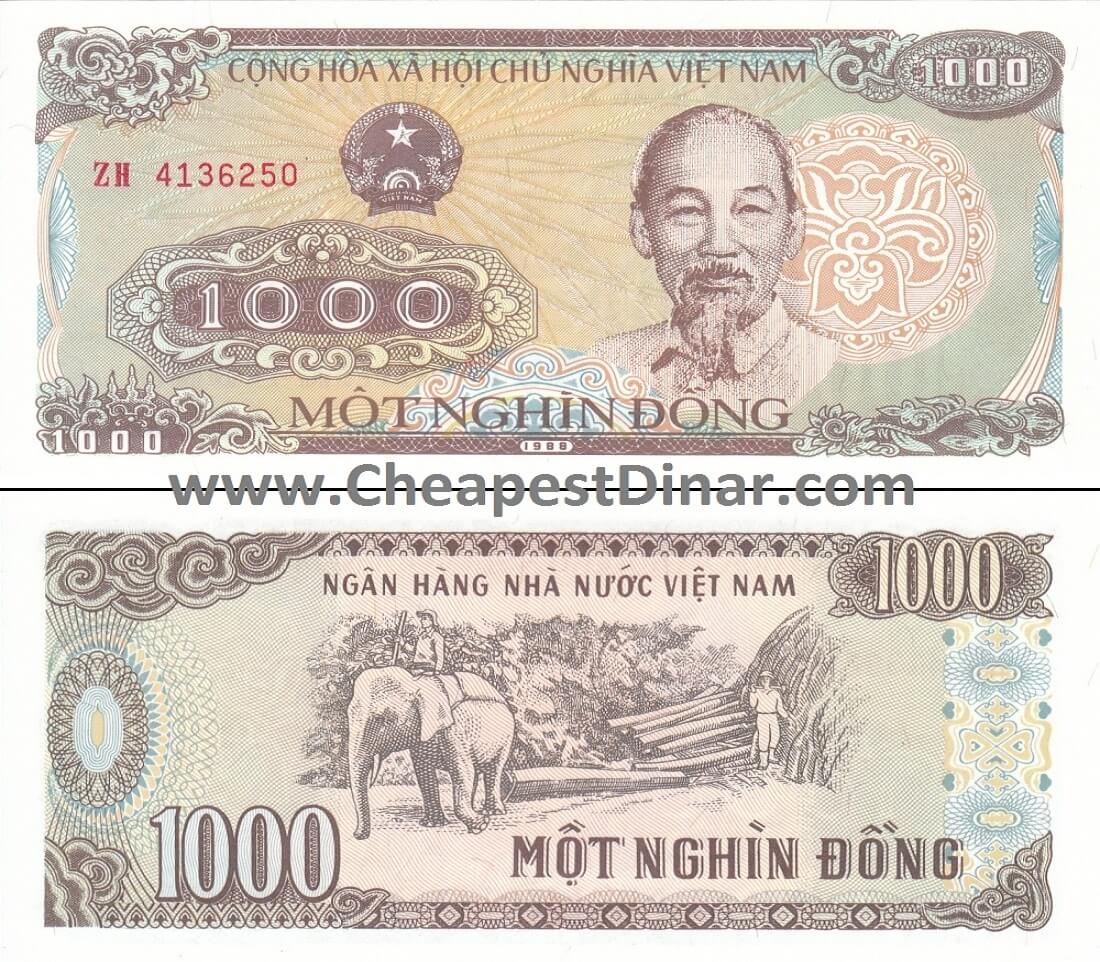 CỘNG HÒA XÃ HỘI CHỦ NGHĨA VIỆT NAM
1000
ZH 4136250
VIỆT NAM
1000
MỘT NGHÌN ĐỒNG
1000
1988
www.CheapestDinar.com
1000
NGÂN HÀNG NHÀ NƯỚC VIỆT NAM
1000
MỘT NGHÌN ĐỒNG